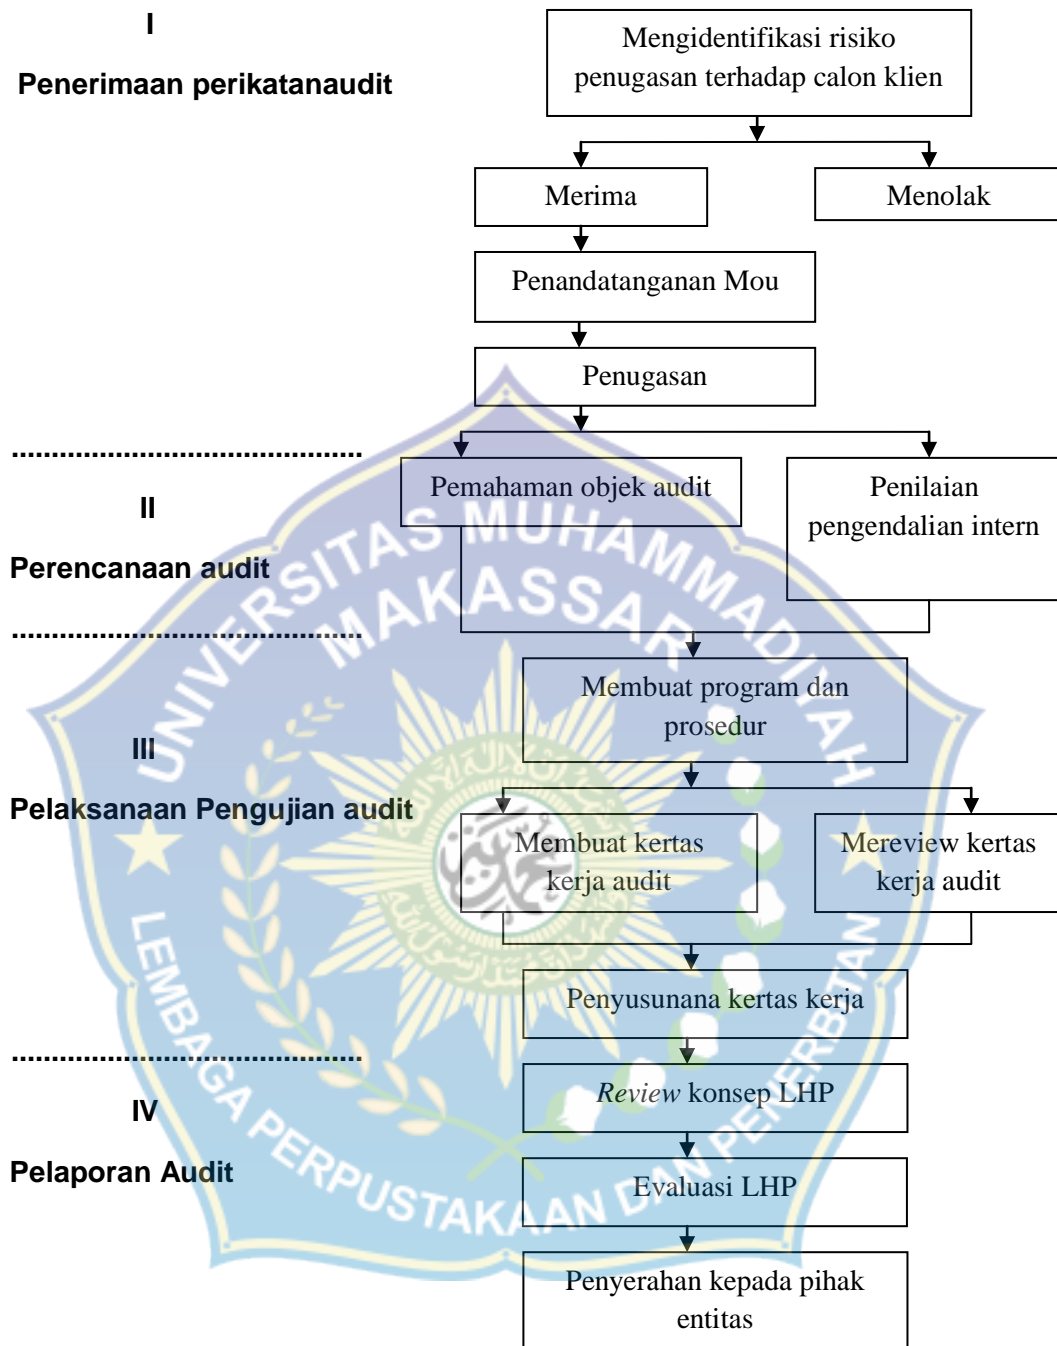 I
Penerimaan perikatanaudit
Mengidentifikasi risiko
penugasan terhadap calon klien
Merima
Menolak
Penandatanganan Mou
Penugasan
II
Perencanaan audit
Pemahaman objek audit
Penilaian
pengendalian intern
UNIVERSITAS MUHAMMADIYAH
MAKASSAR
III
Pelaksanaan Pengujian audit
Membuat program dan
prosedur
Membuat kertas
kerja audit
Mereview kertas
kerja audit
Penyusunana kertas kerja
IV
Pelaporan Audit
Review konsep LHP
Evaluasi LHP
Penyerahan kepada pihak
entitas
LEMBAGA PERPUSTAKAAN DAN PENERBITAN